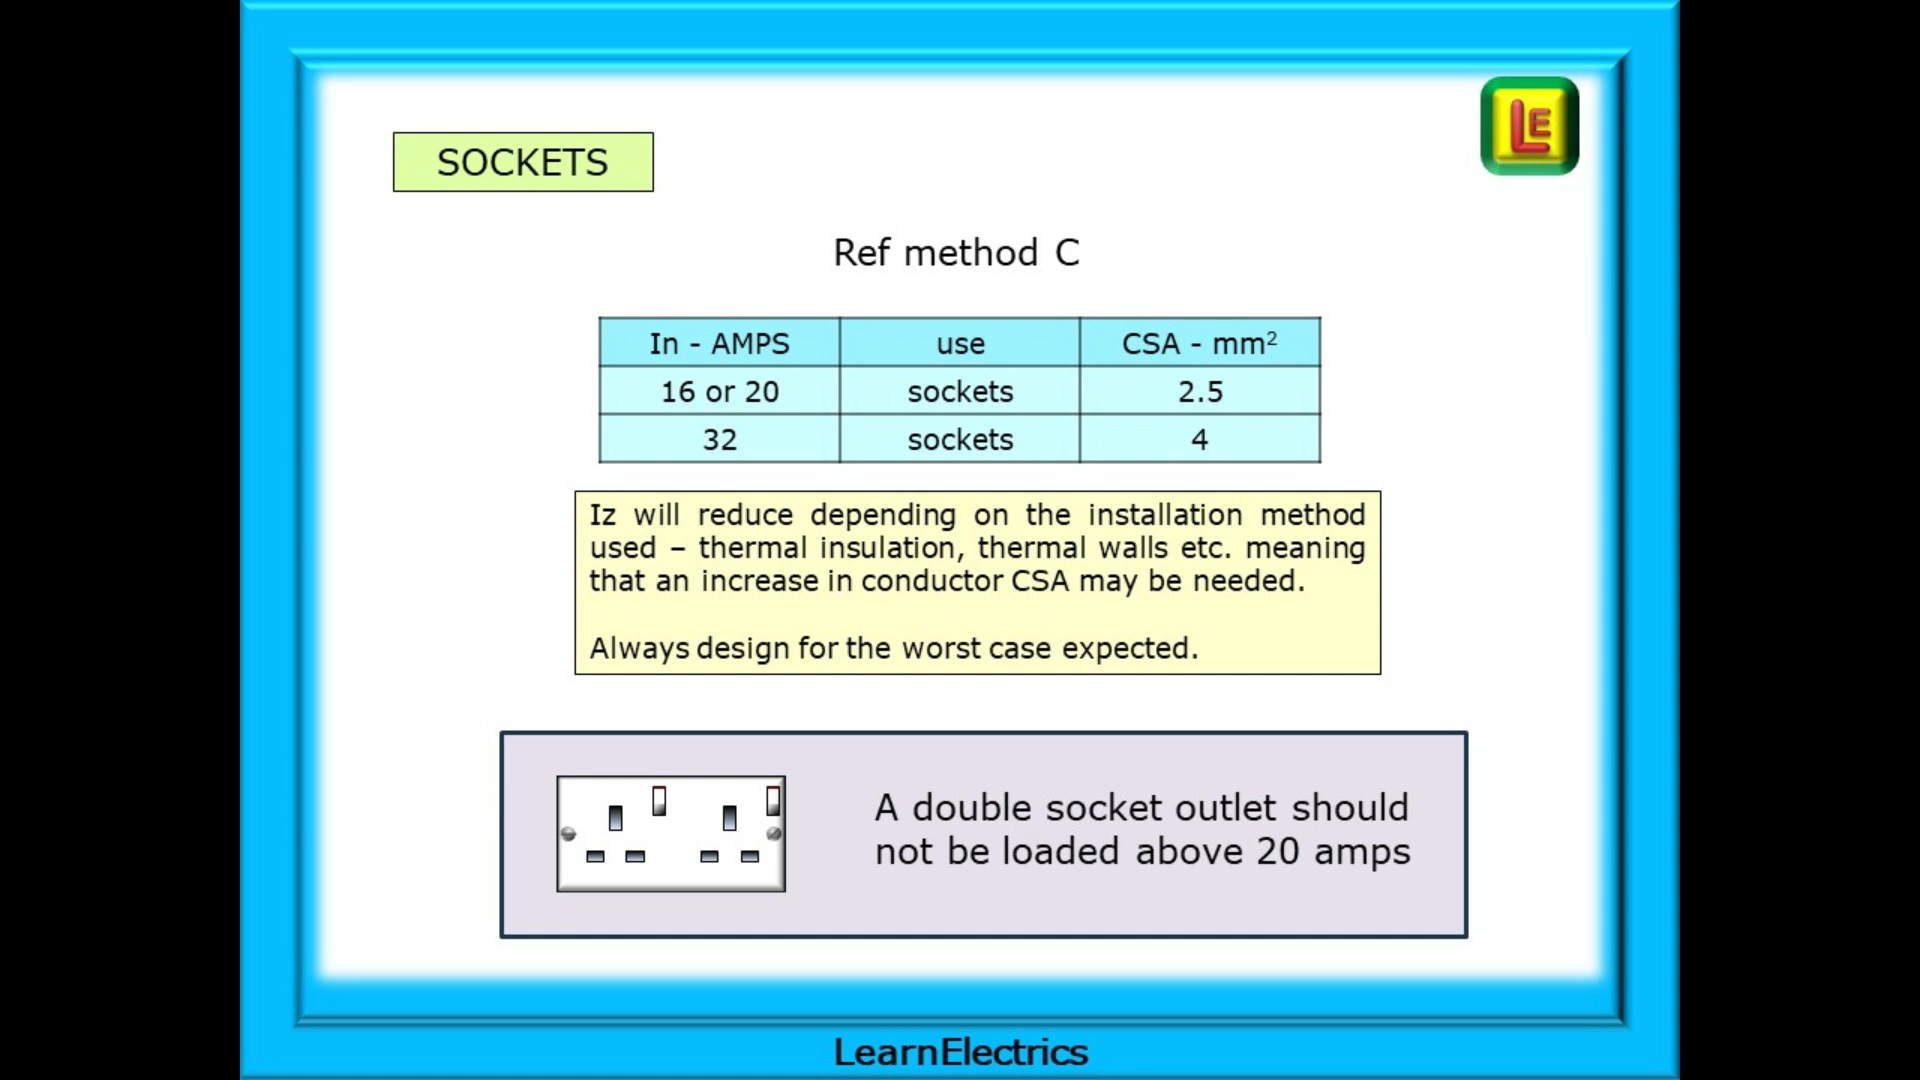 LE
SOCKETS
Ref method C
In - AMPS use CSA - mm²
16 or 20 sockets 2.5
32 sockets 4
Iz will reduce depending on the installation method
used – thermal insulation, thermal walls etc. meaning
that an increase in conductor CSA may be needed.
Always design for the worst case expected.
A double socket outlet should
not be loaded above 20 amps
LearnElectrics